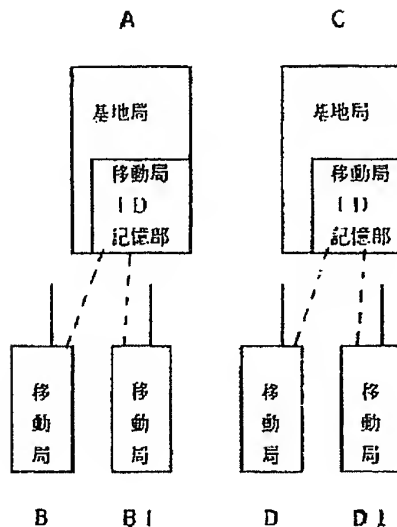 A C
基地局 基地局
移動局 移動局
ID ID
記憶部 記憶部
移動局 移動局 移動局 移動局
B B1 D D1